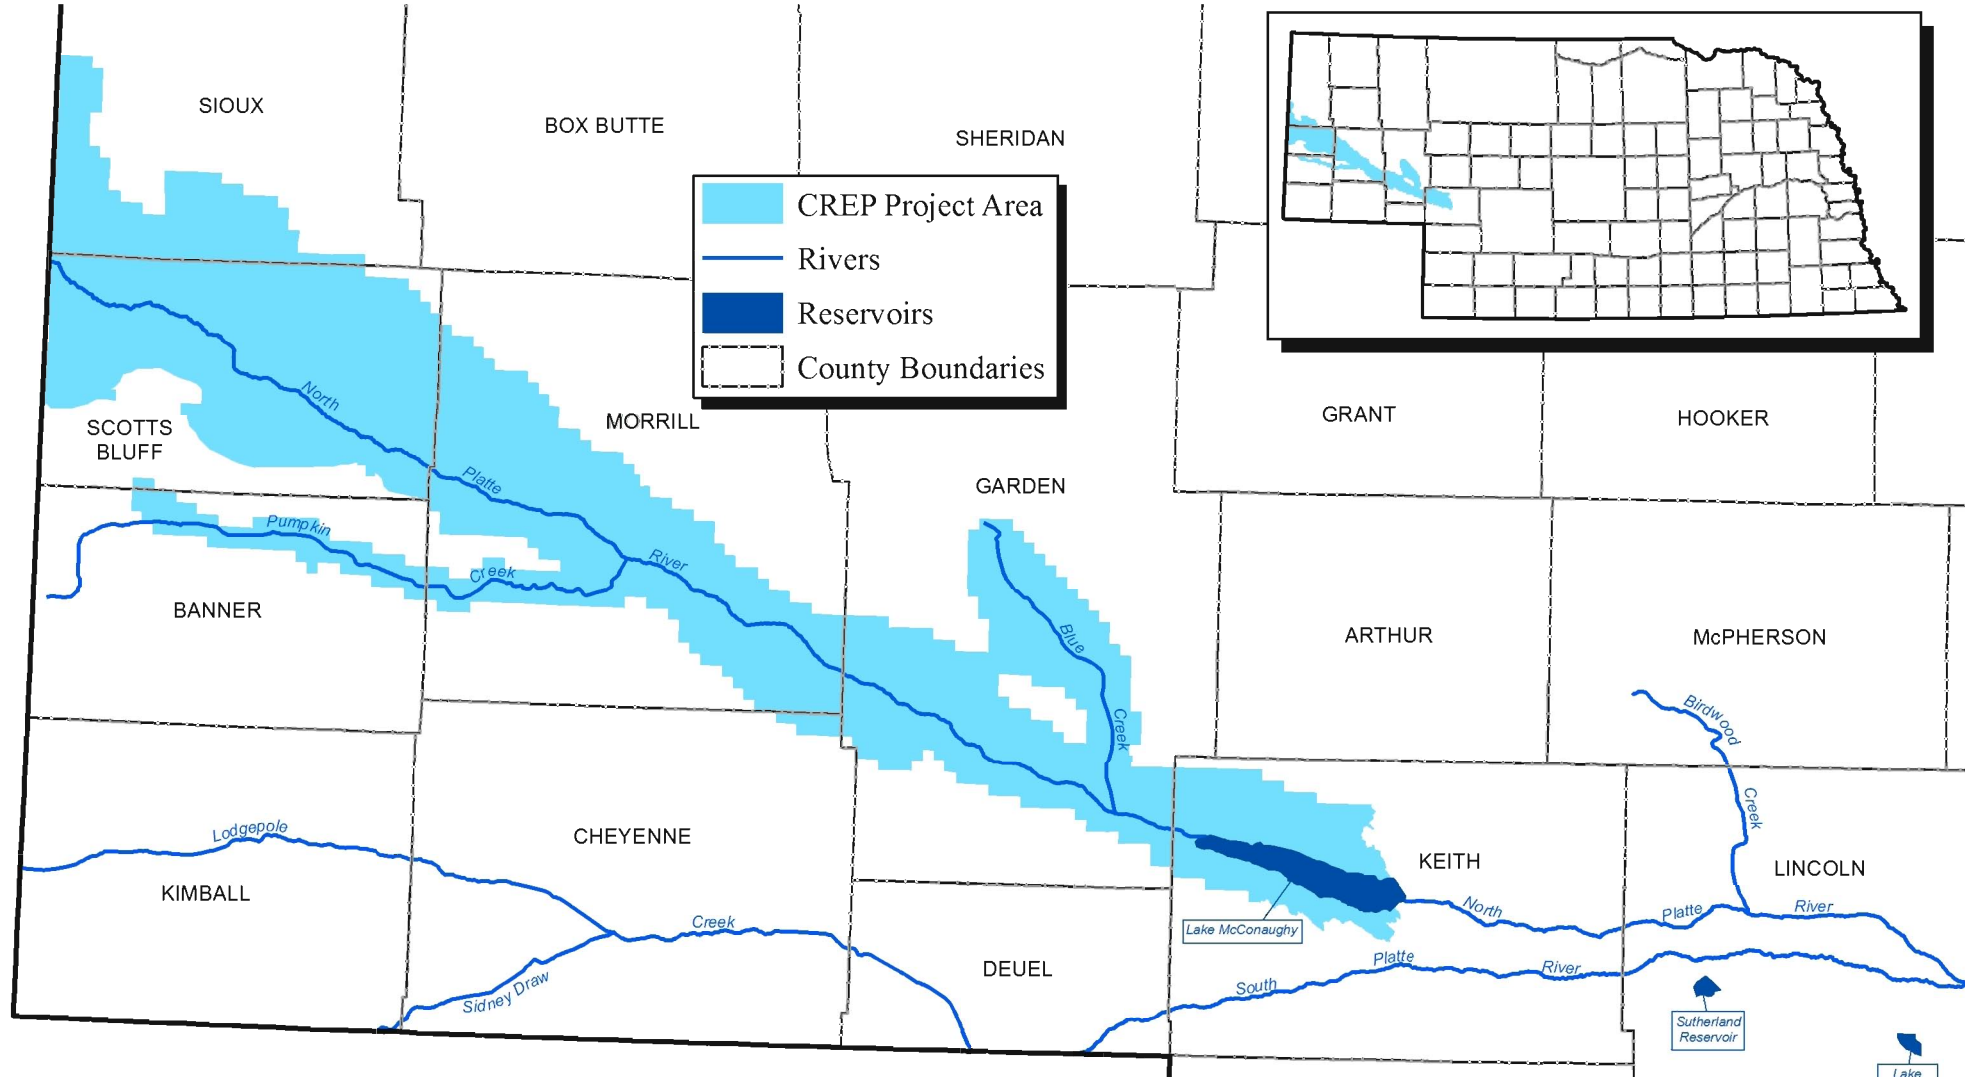 SIOUX
BOX BUTTE
SHERIDAN
CREP Project Area
Rivers
Reservoirs
County Boundaries
North
SCOTTS
BLUFF
MORRILL
GRANT
HOOKER
Platte
GARDEN
Pumpkin
River
Creek
BANNER
Blue
Creek
ARTHUR
McPHERSON
Birdwood
Creek
Lodgepole
CHEYENNE
KIMBALL
KEITH
LINCOLN
Creek
Sidney Draw
Lake McConaughy
North
Platte
River
DEUEL
South
Platte
River
Sutherland
Reservoir
Lake